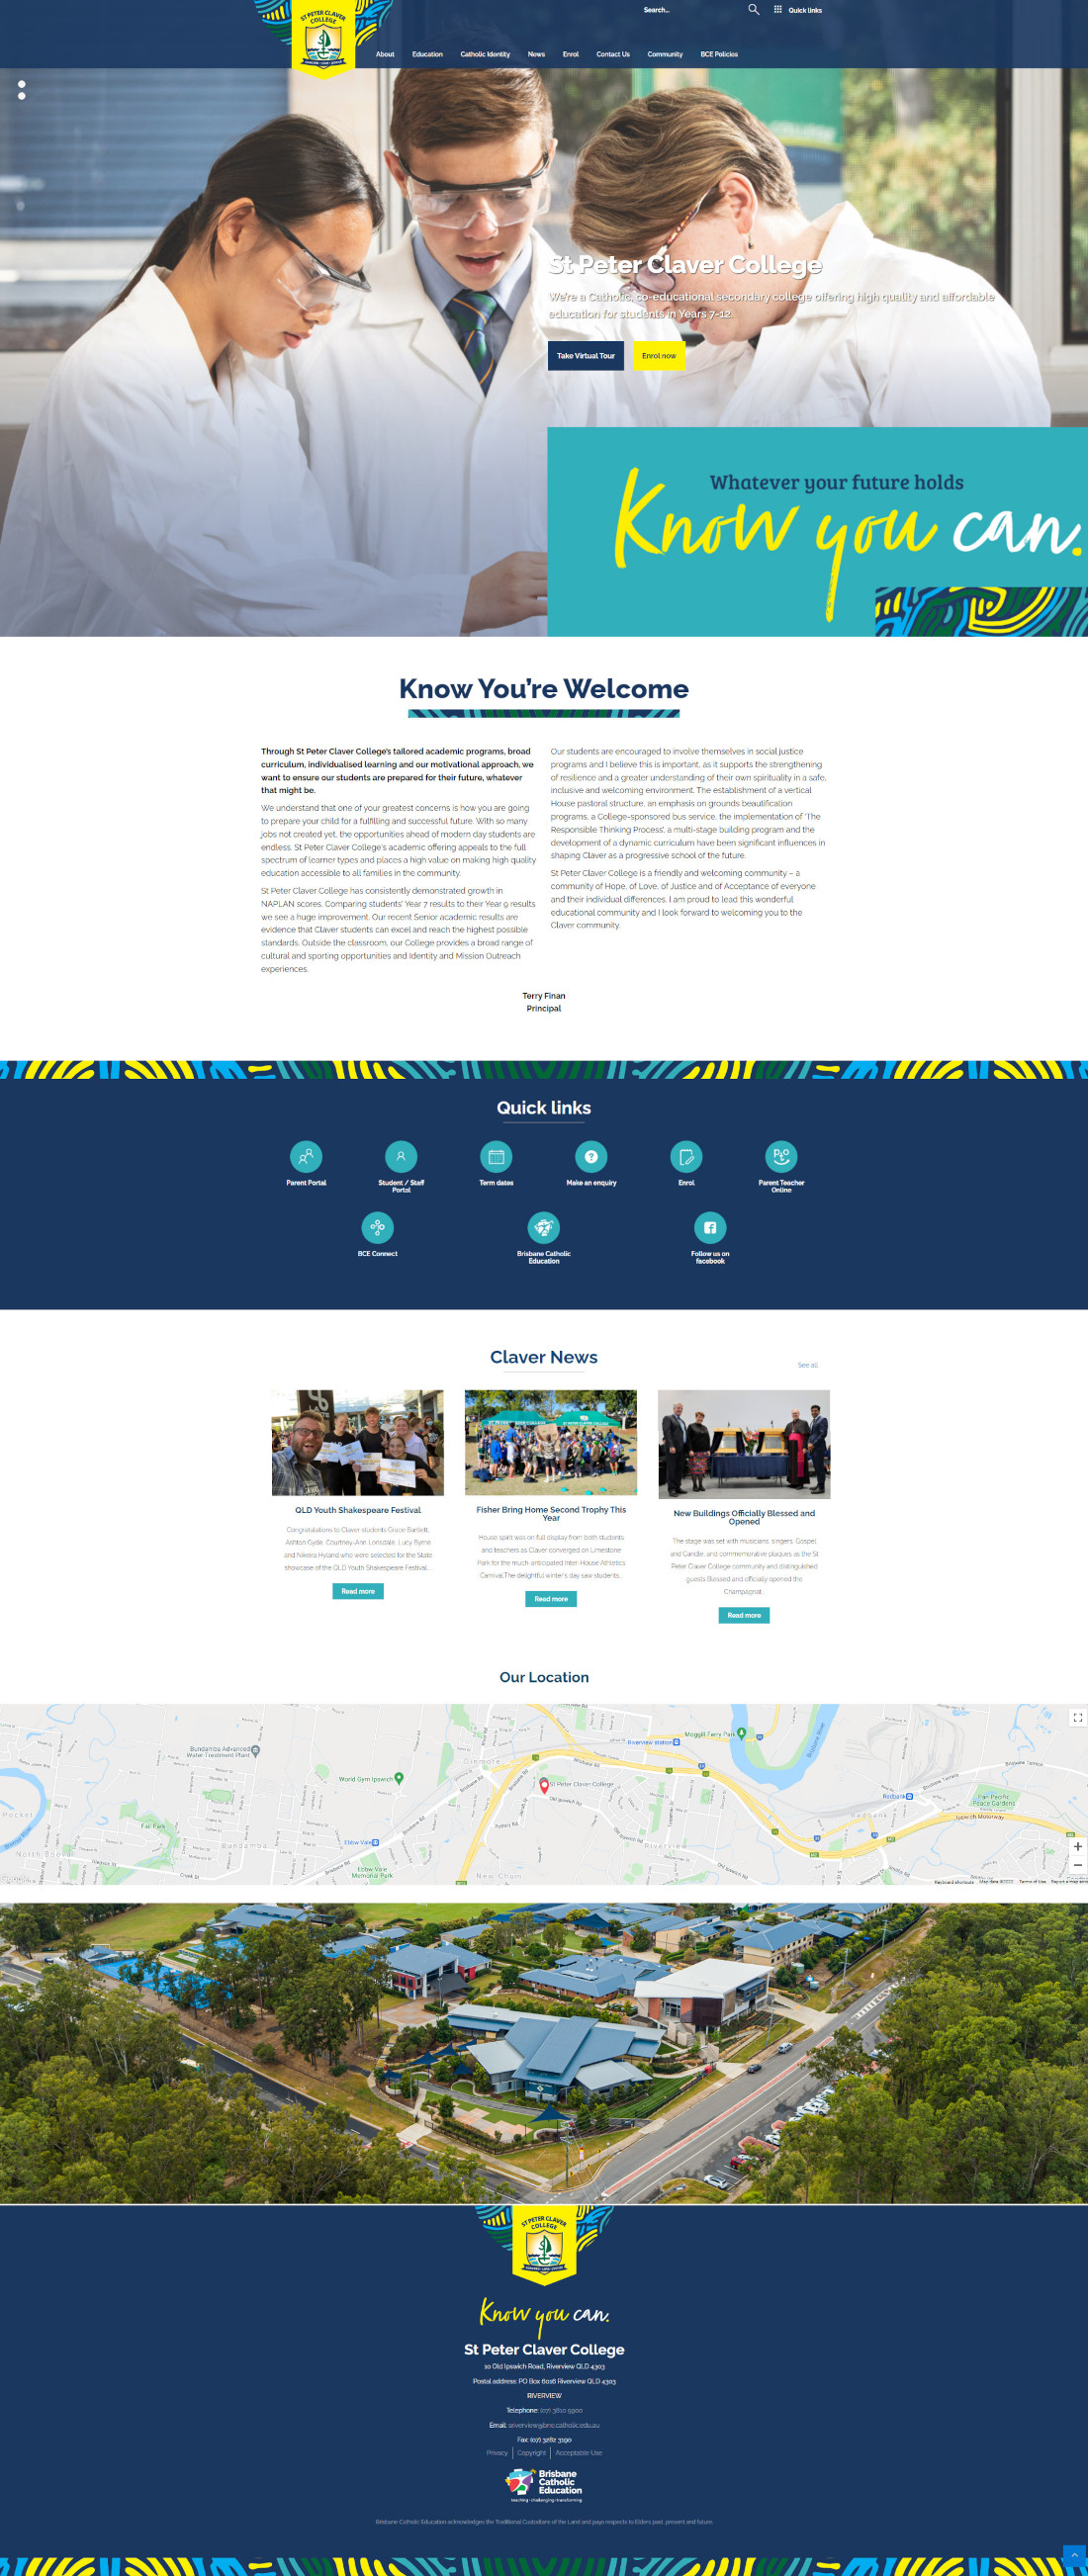 ST PETER CLAVER
COLLEGE
Search...
Quick links
About Education Catholic Identity News Enrol Contact Us Community BCE Policies
St Peter Claver College
We're a Catholic, co-educational secondary college offering high quality and affordable
education for students in Years 7-12.
Take Virtual Tour Enrol now
Whatever your future holds
Know you can.
Know You're Welcome
Through St Peter Claver College's tailored academic programs, broad
curriculum, individualised learning and our motivational approach, we
want to ensure our students are prepared for their future, whatever
that might be.
We understand that one of your greatest concerns is how you are going
to prepare your child for a fulfilling and successful future. With so many
jobs not created yet, the opportunities ahead of modern day students are
endless. St Peter Claver College's academic offering appeals to the full
spectrum of learner types and places a high value on making high quality
education accessible to all families in the community.
St Peter Claver College has consistently demonstrated growth in
NAPLAN scores. Comparing students' Year 7 results to their Year 9 results
we see a huge improvement. Our recent Senior academic results are
evidence that Claver students can excel and reach the highest possible
standards. Outside the classroom, our College provides a broad range of
cultural and sporting opportunities and Identity and Mission Outreach
experiences.
Our students are encouraged to involve themselves in social justice
programs and I believe this is important, as it supports the strengthening
of resilience and a greater understanding of their own spirituality in a safe,
inclusive and welcoming environment. The establishment of a vertical
House pastoral structure, an emphasis on grounds beautification
programs, a College-sponsored bus service, the implementation of 'The
Responsible Thinking Process', a multi-stage building program and the
development of a dynamic curriculum have been significant influences in
shaping Claver as a progressive school of the future.
St Peter Claver College is a friendly and welcoming community – a
community of Hope, of Love, of Justice and of Acceptance of everyone
and their individual differences. I am proud to lead this wonderful
educational community and I look forward to welcoming you to the
Claver community.
Terry Finan
Principal
Quick links
Parent Portal
Student / Staff
Portal
Term dates
Make an enquiry
Enrol
Parent Teacher
Online
BCE Connect
Brisbane Catholic
Education
Follow us on
facebook
Claver News
See all
QLD Youth Shakespeare Festival
Congratulations to Claver students Grace Bartlett,
Ashton Gyde, Courtney-Ann Lonsdale, Lucy Byrne
and Nikeira Hyland who were selected for the State
showcase of the QLD Youth Shakespeare Festival...
Read more
Fisher Bring Home Second Trophy This
Year
House spirit was on full display from both students
and teachers as Claver converged on Limestone
Park for the much-anticipated Inter-House Athletics
Carnival.The delightful winter's day saw students...
Read more
New Buildings Officially Blessed and
Opened
The stage was set with musicians, singers, Gospel
and Candle, and commemorative plaques as the St
Peter Claver College community and distinguished
guests Blessed and officially opened the
Champagnat...
Read more
Our Location
Bundamba Advanced
Water Treatment Plant
World Gym Ipswich
Dinmore
Riverview station
Moggill Ferry Park
Brisbane River
St Peter Claver College
Old Ipswich Rd
Brisbane Terrace
Redbank
Pan Pacific
Peace Gardens
Ipswich Motorway
Redbank
Pocket
Fail Park
Bundamba
North Booval
Ebbw Vale
Ebbw Vale
Memorial Park
New Chum
Riverview
Creek St
Keyboard shortcuts Map data ©2022 Terms of Use Report a map error
ST PETER CLAVER
COLLEGE
Know you can.
St Peter Claver College
10 Old Ipswich Road, Riverview QLD 4303
Postal address: PO Box 6016 Riverview QLD 4303
RIVERVIEW
Telephone: (07) 3810 5900
Email: sriverview@bne.catholic.edu.au
Fax: (07) 3282 3190
Privacy Copyright Acceptable Use
Brisbane
Catholic
Education
teaching · challenging · transforming
Brisbane Catholic Education acknowledges the Traditional Custodians of the Land and pays respects to Elders past, present and future.